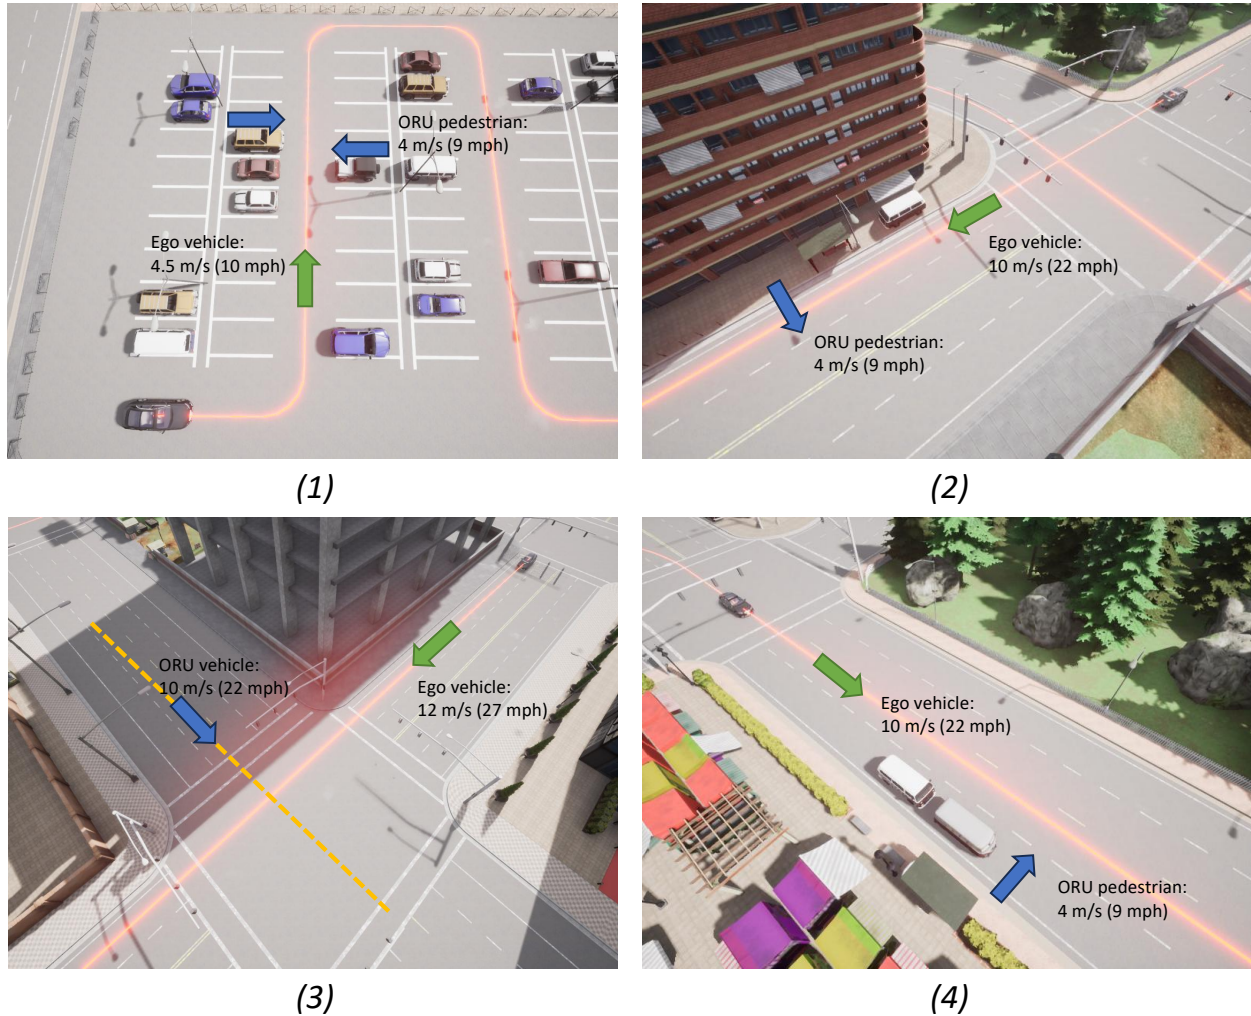 ORU pedestrian:
4 m/s (9 mph)
Ego vehicle:
4.5 m/s (10 mph)
(1)
Ego vehicle:
10 m/s (22 mph)
ORU pedestrian:
4 m/s (9 mph)
(2)
ORU vehicle:
10 m/s (22 mph)
Ego vehicle:
12 m/s (27 mph)
(3)
Ego vehicle:
10 m/s (22 mph)
ORU pedestrian:
4 m/s (9 mph)
(4)